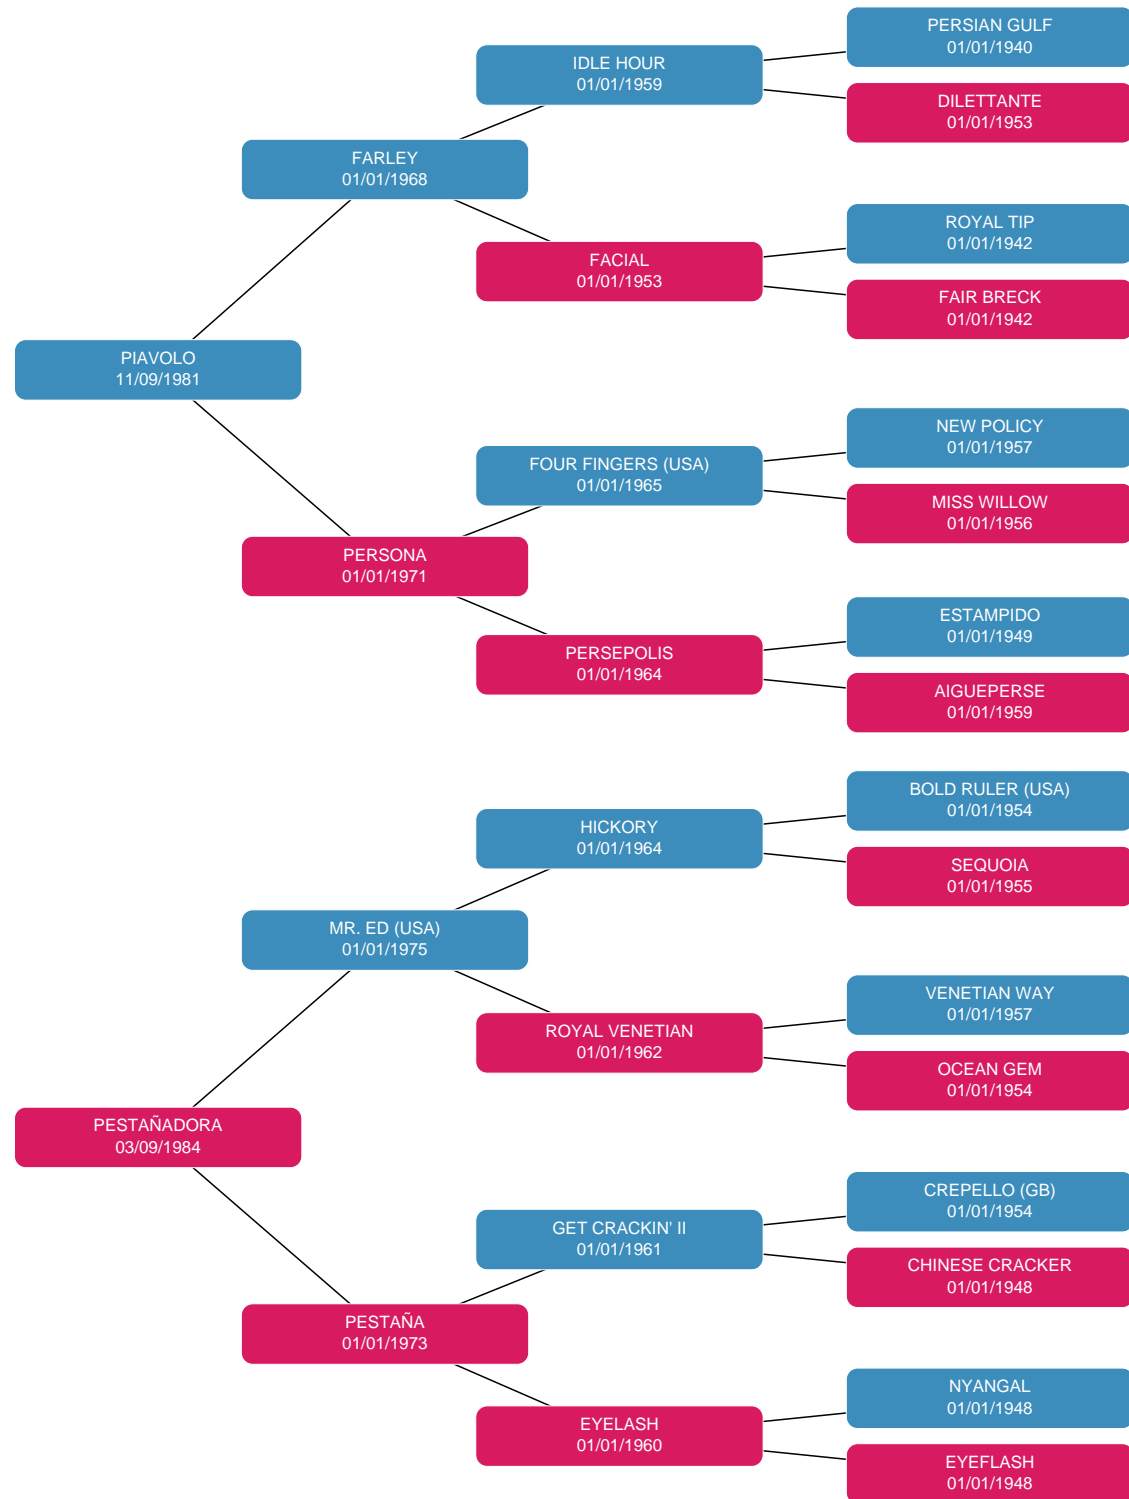 PERSIAN GULF
01/01/1940
IDLE HOUR
01/01/1959
DILETTANTE
01/01/1953
FARLEY
01/01/1968
ROYAL TIP
01/01/1942
FACIAL
01/01/1953
FAIR BRECK
01/01/1942
PIAVOLO
11/09/1981
NEW POLICY
01/01/1957
FOUR FINGERS (USA)
01/01/1965
MISS WILLOW
01/01/1956
PERSONA
01/01/1971
ESTAMPIDO
01/01/1949
PERSEPOLIS
01/01/1964
AIGUEPERSE
01/01/1959
BOLD RULER (USA)
01/01/1954
HICKORY
01/01/1964
SEQUOIA
01/01/1955
MR. ED (USA)
01/01/1975
VENETIAN WAY
01/01/1957
ROYAL VENETIAN
01/01/1962
OCEAN GEM
01/01/1954
PESTAÑADORA
03/09/1984
CREPELLO (GB)
01/01/1954
GET CRACKIN' II
01/01/1961
CHINESE CRACKER
01/01/1948
PESTAÑA
01/01/1973
NYANGAL
01/01/1948
EYELASH
01/01/1960
EYEFLASH
01/01/1948